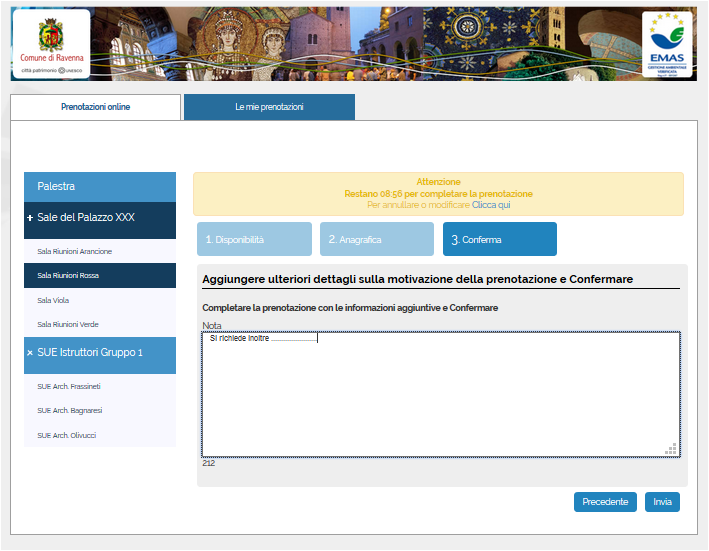 Comune di Ravenna
città patrimonio unesco
EMAS
GESTIONE AMBIENTALE
VERIFICATA
Prenotazioni online
Le mie prenotazioni
Palestra
+ Sale del Palazzo XXX
Sala Riunioni Arancione
Sala Riunioni Rossa
Sala Viola
Sala Riunioni Verde
SUE Istruttori Gruppo 1
SUE Arch. Frassineti
SUE Arch. Bagnaresi
SUE Arch. Olivucci
Attenzione
Restano 08:56 per completare la prenotazione
Per annullare o modificare Clicca qui
1. Disponibilità
2. Anagrafica
3. Conferma
Aggiungere ulteriori dettagli sulla motivazione della prenotazione e Confermare
Completare la prenotazione con le informazioni aggiuntive e Confermare
Nota
Si richiede inoltre ........................
212
Precedente
Invia